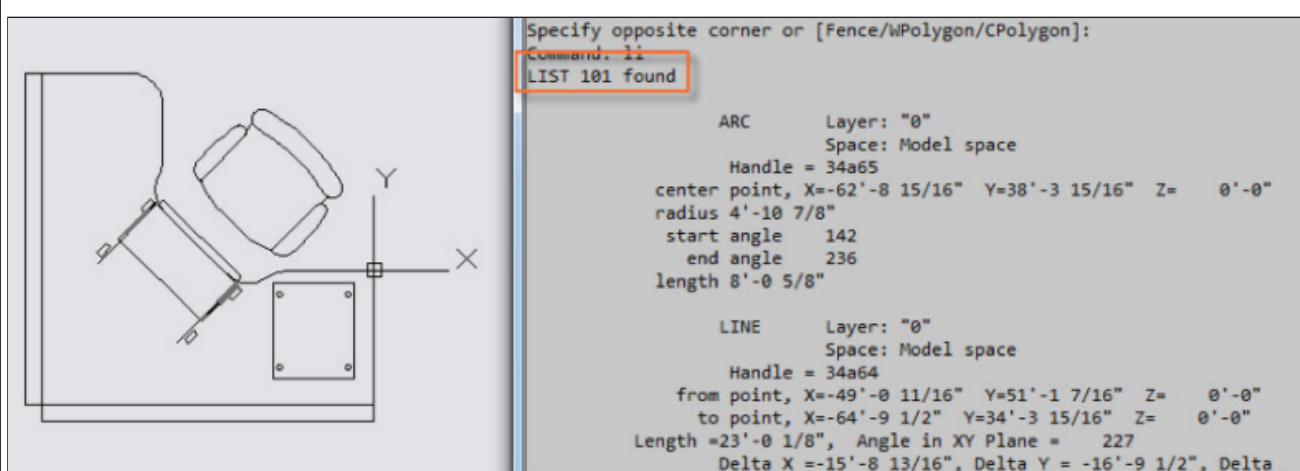 Y
X
Specify opposite corner or [Fence/WPolygon/CPolygon]:
Command: li
LIST 101 found
ARC Layer: "0"
Space: Model space
Handle = 34a65
center point, X=-62'-8 15/16" Y=38'-3 15/16" Z= 0'-0"
radius 4'-10 7/8"
start angle 142
end angle 236
length 8'-0 5/8"
LINE Layer: "0"
Space: Model space
Handle = 34a64
from point, X=-49'-0 11/16" Y=51'-1 7/16" Z= 0'-0"
to point, X=-64'-9 1/2" Y=34'-3 15/16" Z= 0'-0"
Length =23'-0 1/8", Angle in XY Plane = 227
Delta X =-15'-8 13/16", Delta Y = -16'-9 1/2", Delta